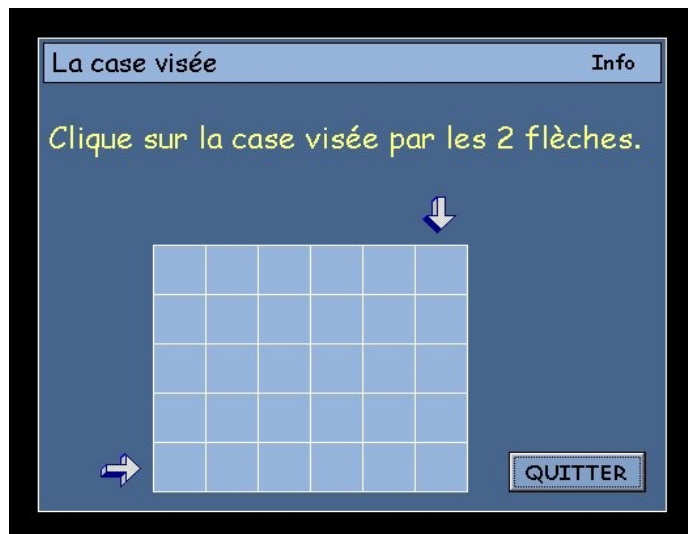 La case visée
Info
Clique sur la case visée par les 2 flèches.
QUITTER